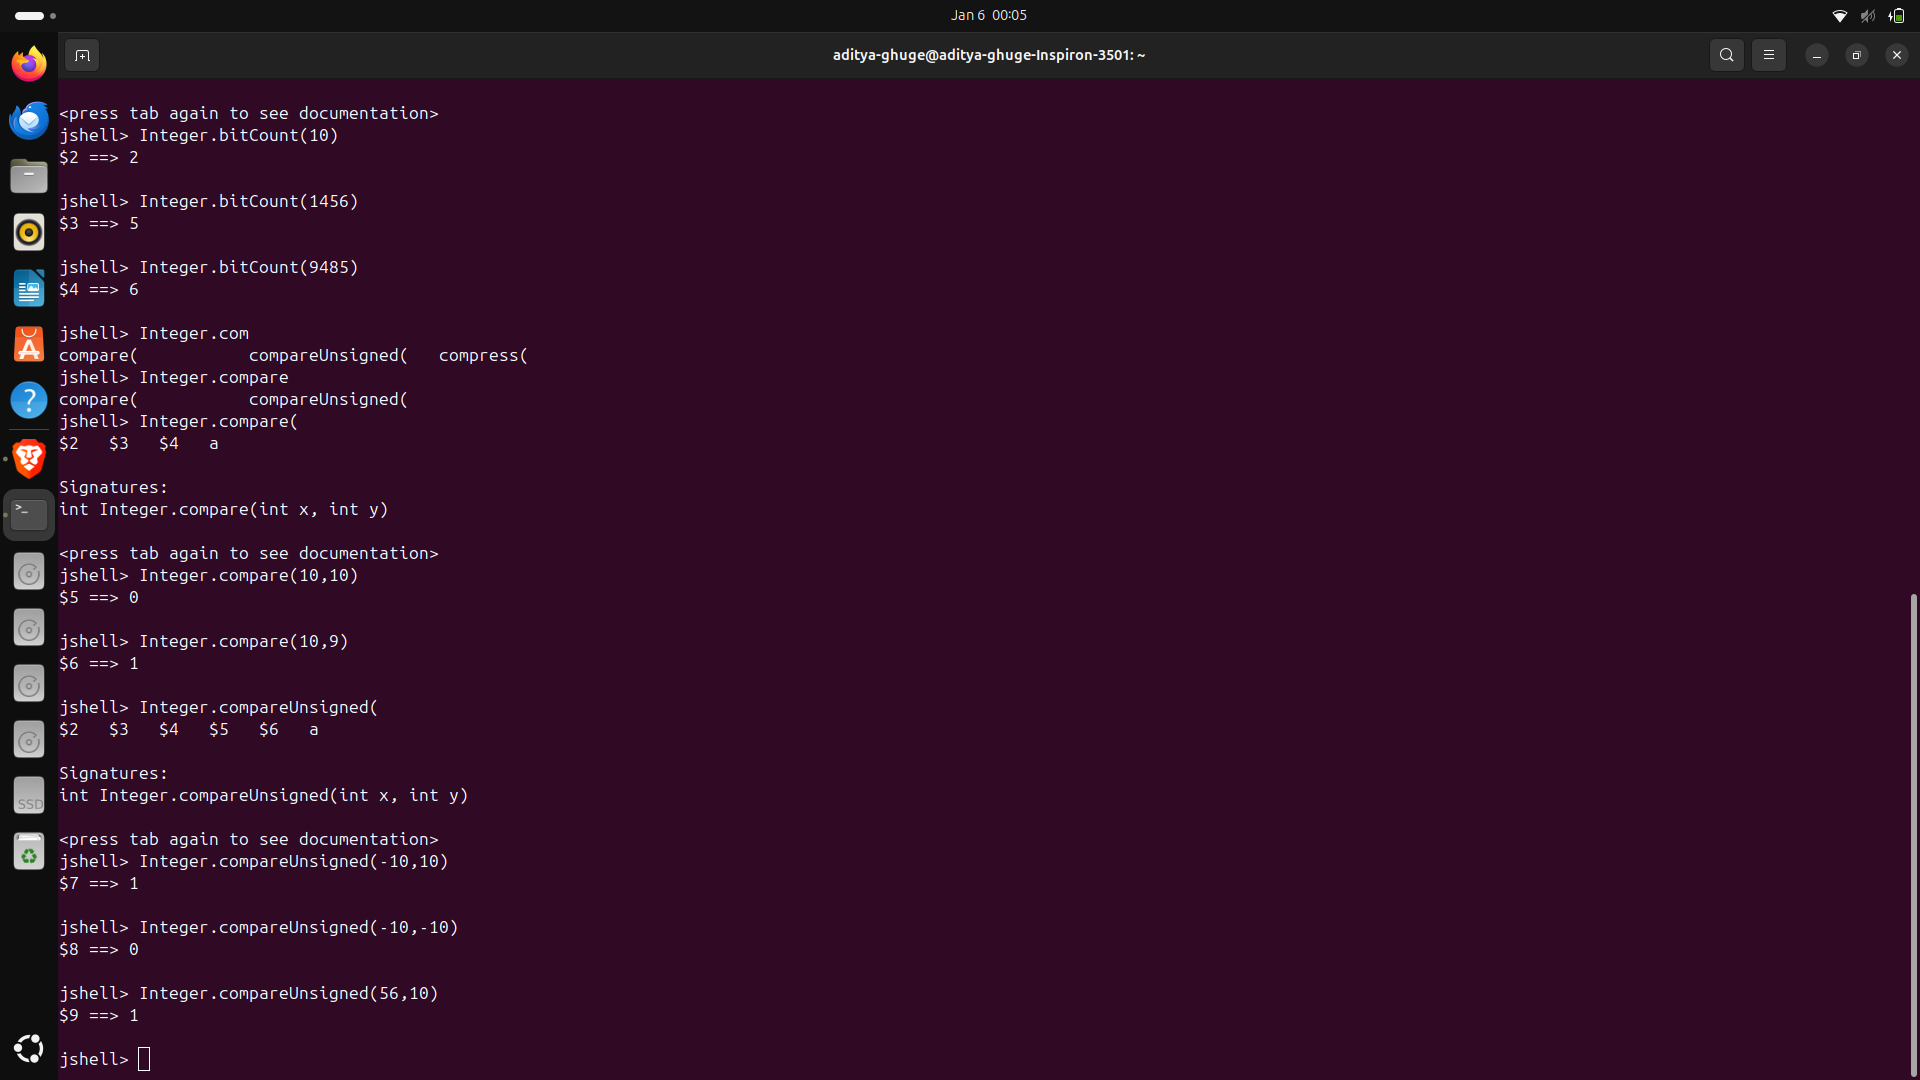 Jan 6 00:05
aditya-ghuge@aditya-ghuge-Inspiron-3501: ~
<press tab again to see documentation>
jshell> Integer.bitCount(10)
$2 ==> 2
jshell> Integer.bitCount(1456)
$3 ==> 5
jshell> Integer.bitCount(9485)
$4 ==> 6
jshell> Integer.com
compare(           compareUnsigned(   compress(
jshell> Integer.compare
compare(           compareUnsigned(
jshell> Integer.compare(
$2   $3   $4   a
Signatures:
int Integer.compare(int x, int y)
<press tab again to see documentation>
jshell> Integer.compare(10,10)
$5 ==> 0
jshell> Integer.compare(10,9)
$6 ==> 1
jshell> Integer.compareUnsigned(
$2   $3   $4   $5   $6   a
Signatures:
int Integer.compareUnsigned(int x, int y)
<press tab again to see documentation>
jshell> Integer.compareUnsigned(-10,10)
$7 ==> 1
jshell> Integer.compareUnsigned(-10,-10)
$8 ==> 0
jshell> Integer.compareUnsigned(56,10)
$9 ==> 1
jshell>
SSD